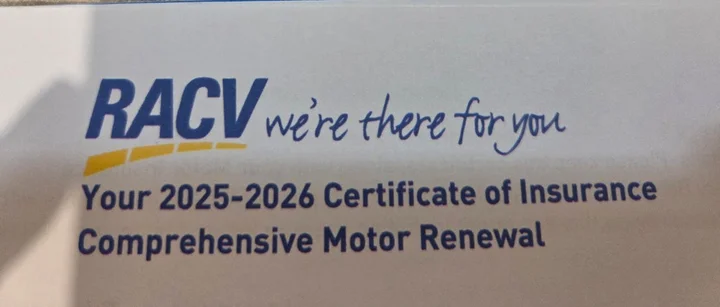 RACV we're there for you
Your 2025-2026 Certificate of Insurance
Comprehensive Motor Renewal